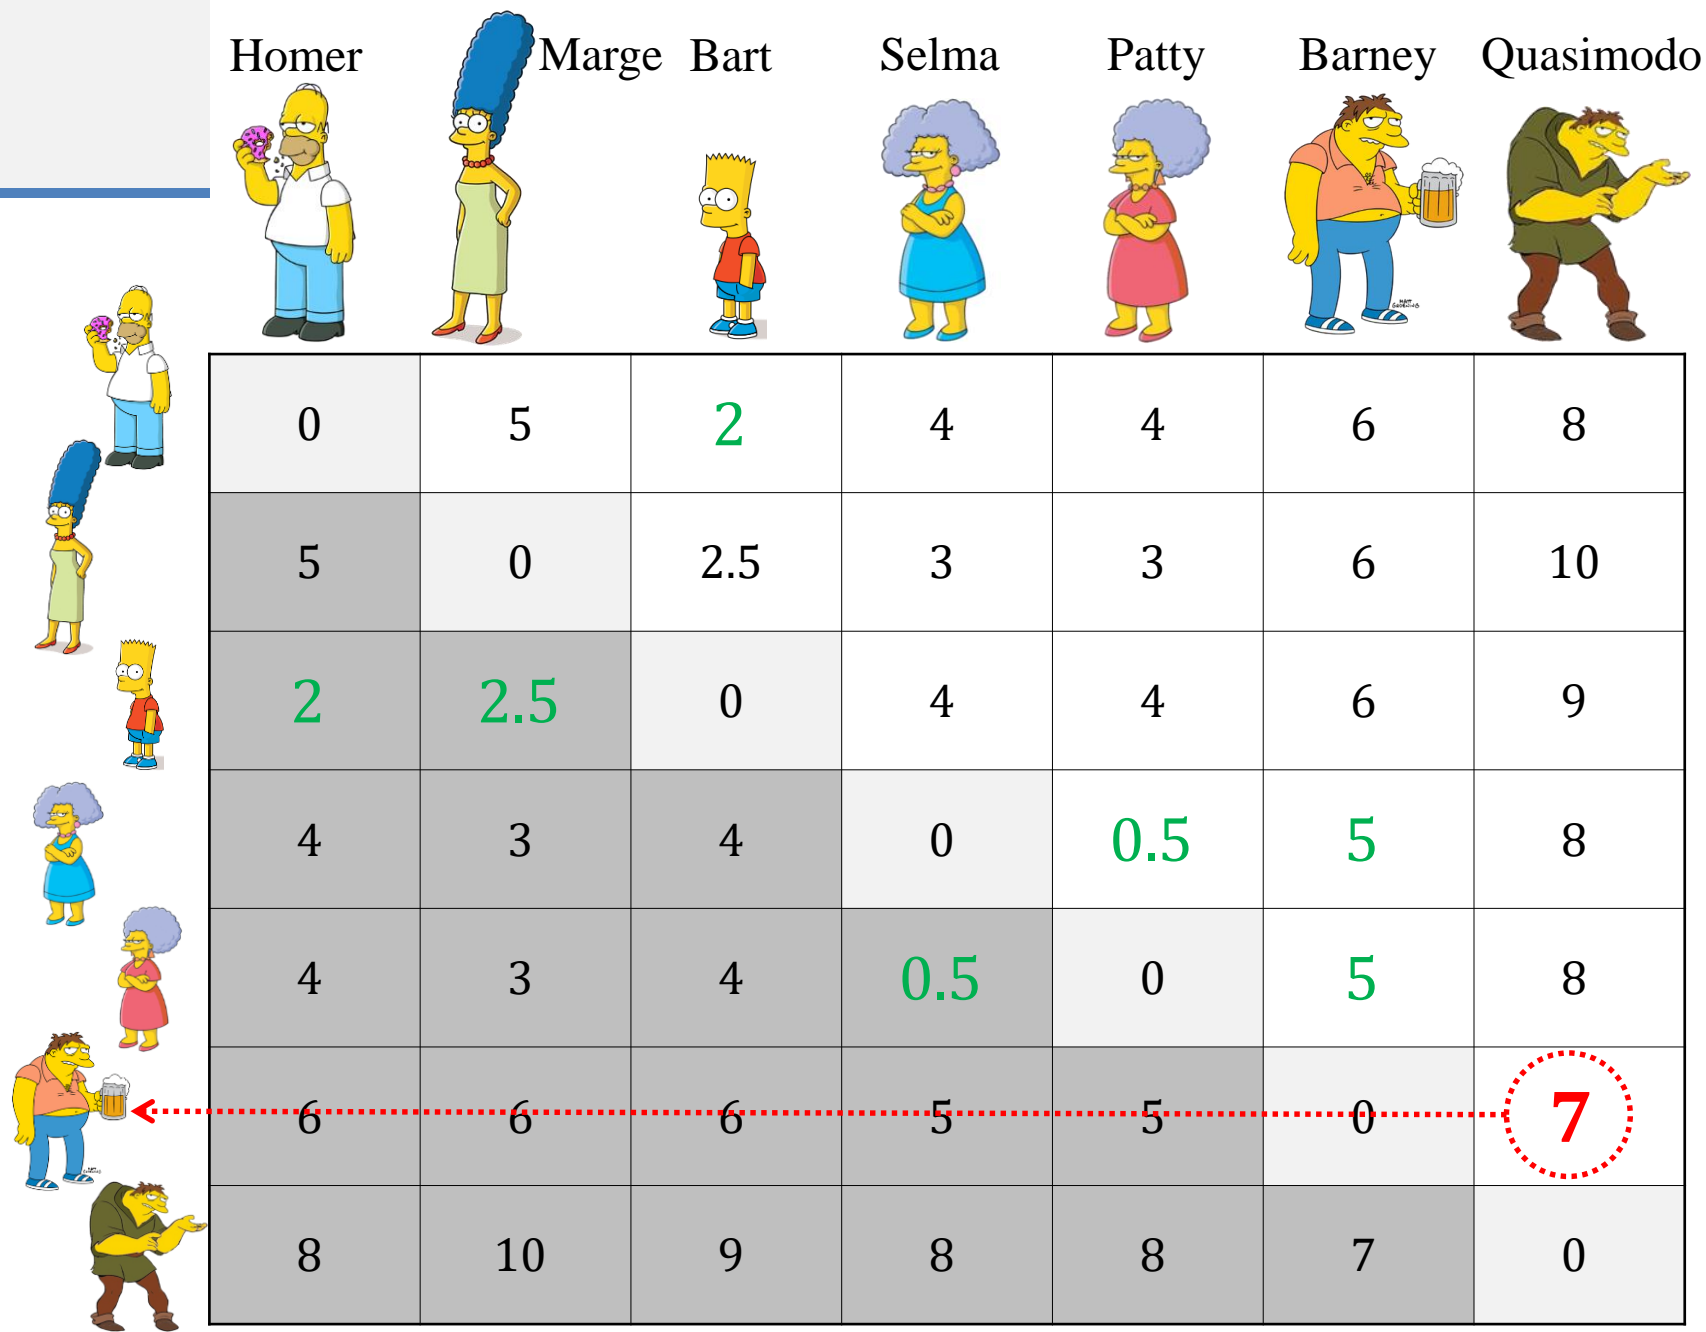 Homer Marge Bart Selma Patty Barney Quasimodo
0 5 2 4 4 6 8
5 0 2.5 3 3 6 10
2 2.5 0 4 4 6 9
4 3 4 0 0.5 5 8
4 3 4 0.5 0 5 8
6 6 6 5 5 0 7
8 10 9 8 8 7 0